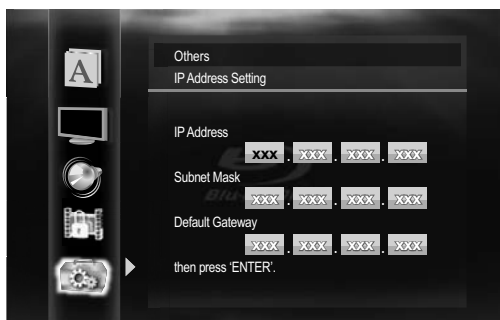 A
Others
IP Address Setting
IP Address
xxx . xxx . xxx . xxx
Subnet Mask
xxx . xxx . xxx . xxx
Default Gateway
xxx . xxx . xxx . xxx
then press ‘ENTER’.